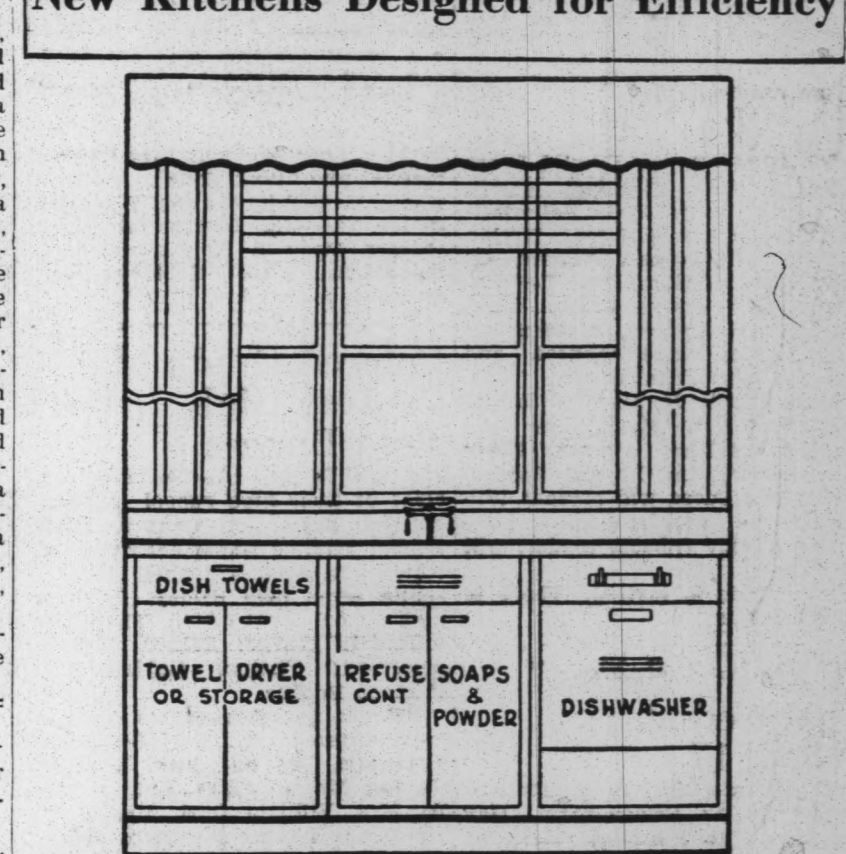 New Kitchens Designed for Efficiency
DISH TOWELS
TOWEL DRYER
OR STORAGE
REFUSE
CONT
SOAPS
&
POWDER
DISHWASHER